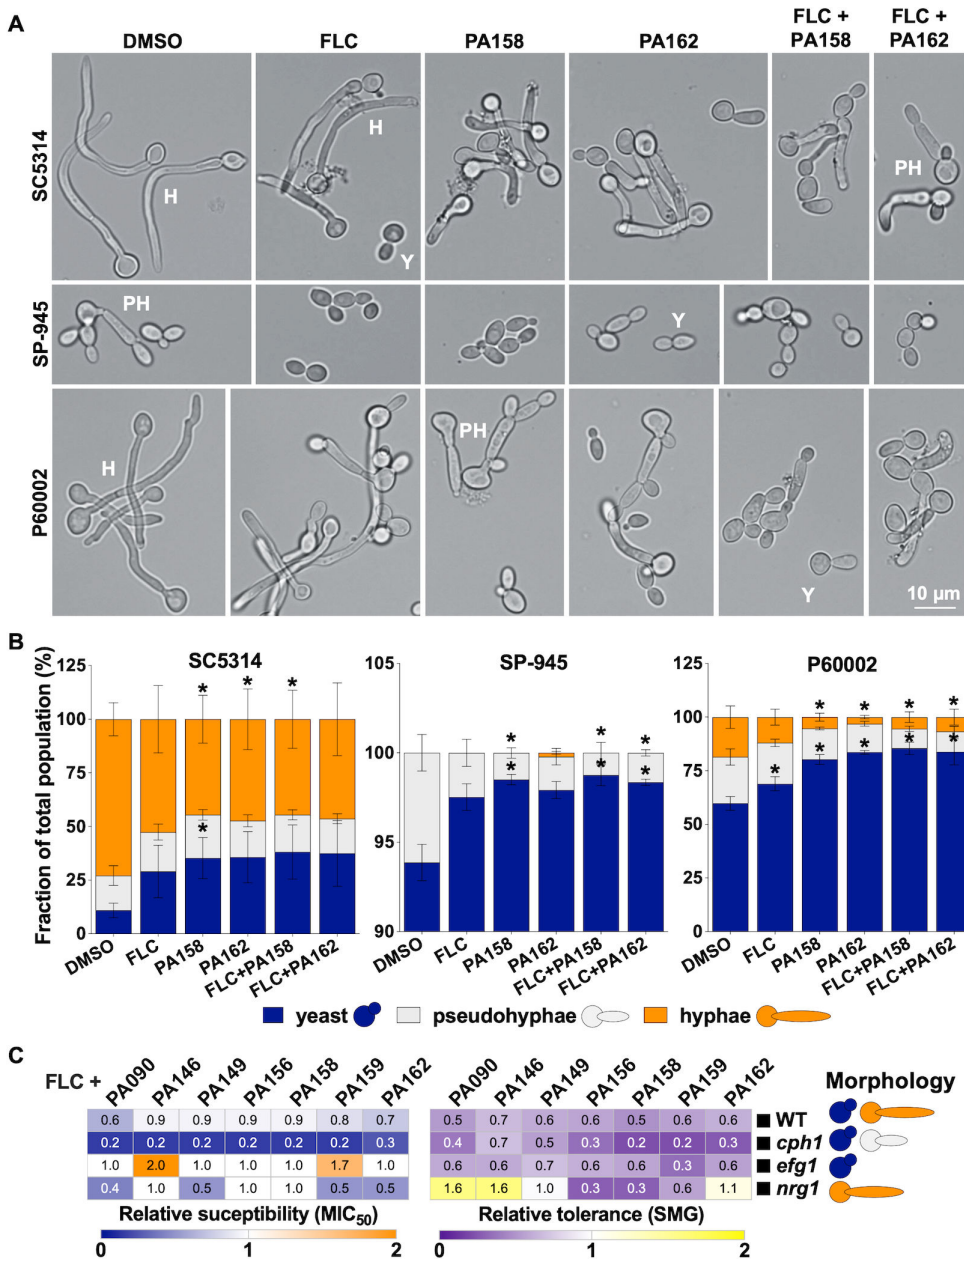 A
DMSO FLC PA158 PA162 FLC + PA158 FLC + PA162
SC5314
H
H
Y
PH
SP-945
PH
Y
P60002
H
PH
Y
10 µm
B
Fraction of total population (%)
SC5314
125
100
75
50
25
0
* * *
*
DMSO FLC PA158 PA162 FLC+PA158 FLC+PA162
SP-945
105
100
95
90
* * *
* * *
DMSO FLC PA158 PA162 FLC+PA158 FLC+PA162
P60002
125
100
75
50
25
0
* * * *
* * * * *
DMSO FLC PA158 PA162 FLC+PA158 FLC+PA162
yeast pseudohyphae hyphae
C
FLC +
PA090 PA146 PA149 PA156 PA158 PA159 PA162
PA090 PA146 PA149 PA156 PA158 PA159 PA162
Morphology
0.6 0.9 0.9 0.9 0.9 0.8 0.7
0.5 0.7 0.6 0.6 0.5 0.6 0.6
WT
0.2 0.2 0.2 0.2 0.2 0.2 0.3
0.4 0.7 0.5 0.3 0.2 0.2 0.3
cph1
1.0 2.0 1.0 1.0 1.0 1.7 1.0
0.6 0.6 0.7 0.6 0.6 0.3 0.6
efg1
0.4 1.0 0.5 1.0 1.0 0.5 0.5
1.6 1.6 1.0 0.3 0.3 0.6 1.1
nrg1
Relative suceptibility (MIC50)
0 1 2
Relative tolerance (SMG)
0 1 2